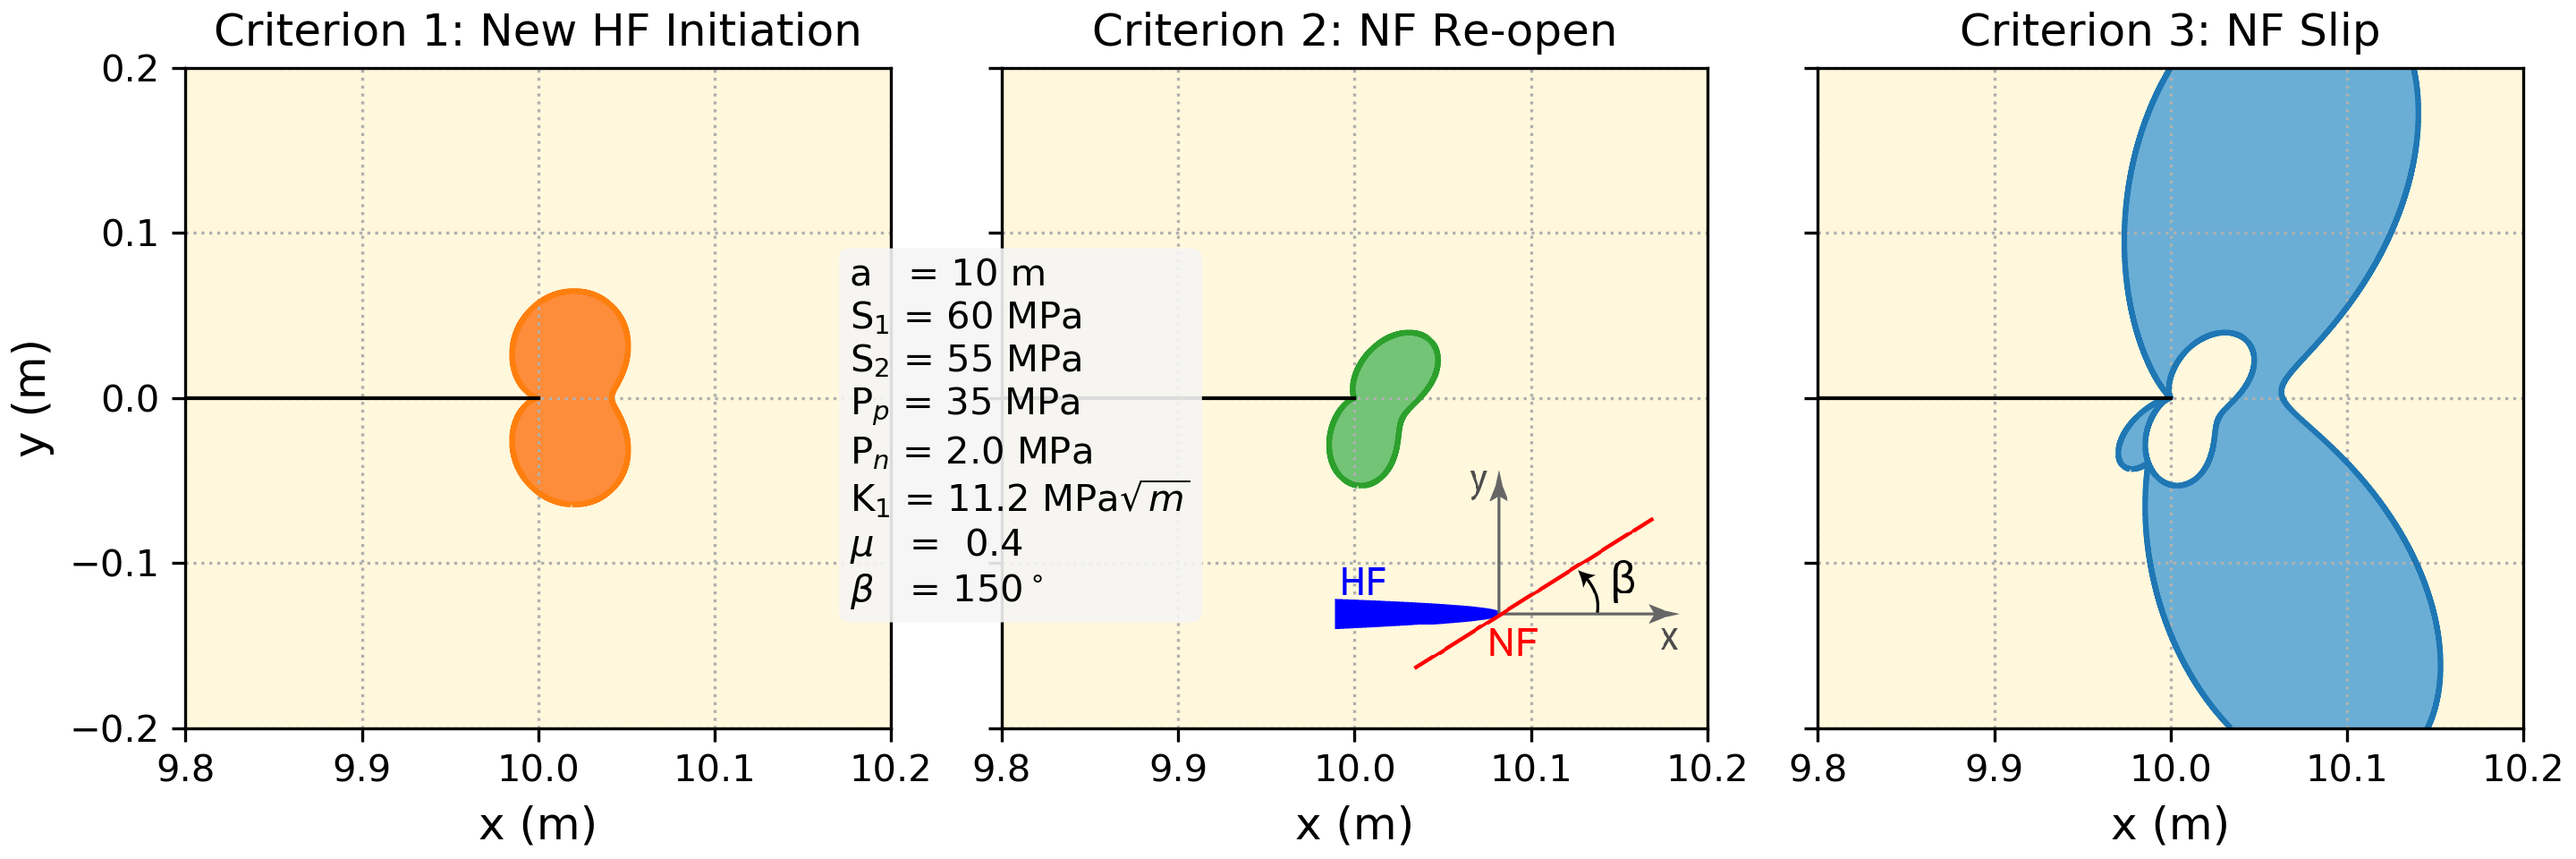 Criterion 1: New HF Initiation
Criterion 2: NF Re-open
Criterion 3: NF Slip
0.2
0.1
0.0
−0.1
−0.2
y (m)
a = 10 m
S₁ = 60 MPa
S₂ = 55 MPa
Pₚ = 35 MPa
Pₙ = 2.0 MPa
K₁ = 11.2 MPa√m
μ = 0.4
β = 150°
y
HF
β
NF
x
9.8 9.9 10.0 10.1 10.2
9.8 9.9 10.0 10.1 10.2
9.8 9.9 10.0 10.1 10.2
x (m)
x (m)
x (m)